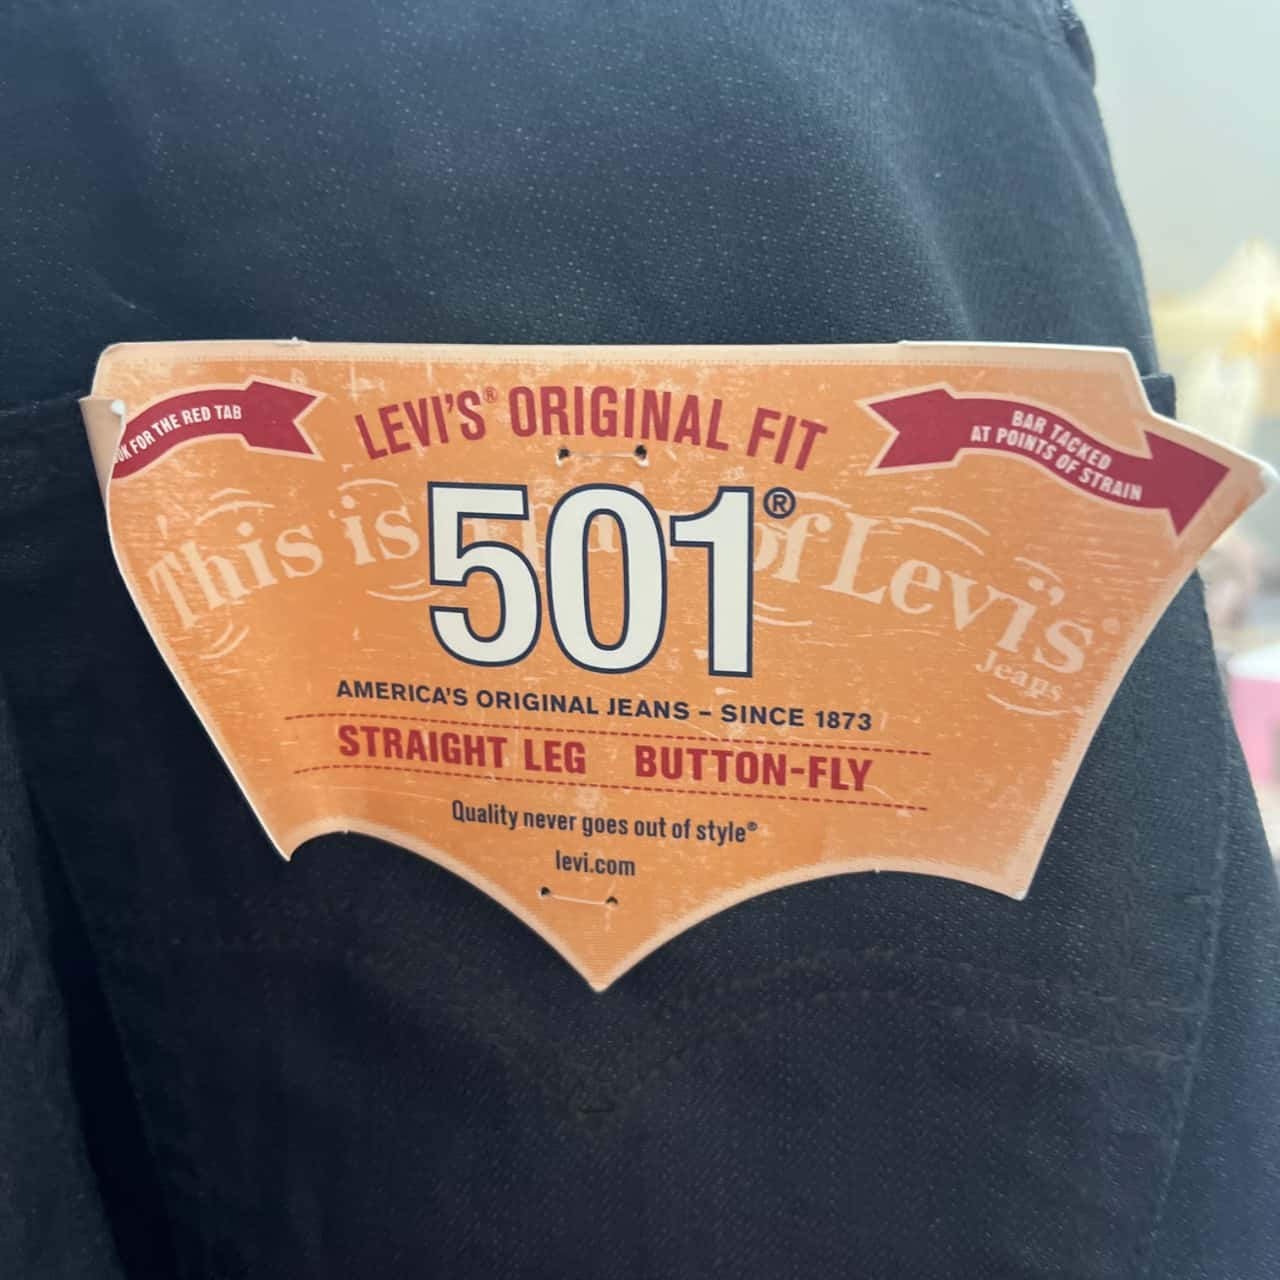 LEVI'S® ORIGINAL FIT
FOR THE RED TAB
BAR TACKED
AT POINTS OF STRAIN
501®
This is a of Levi's
Jeans
AMERICA'S ORIGINAL JEANS – SINCE 1873
STRAIGHT LEG BUTTON-FLY
Quality never goes out of style®
levi.com